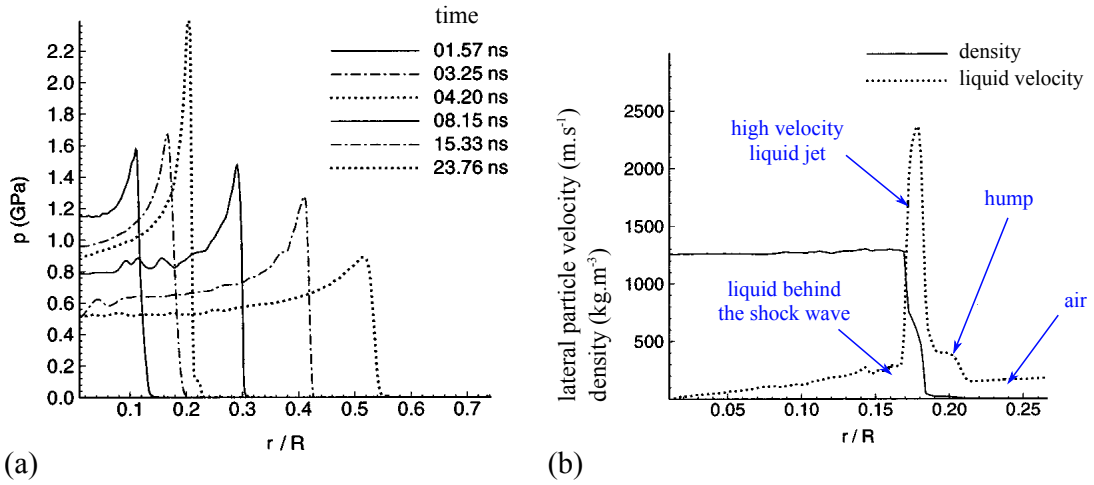 time
01.57 ns
03.25 ns
04.20 ns
08.15 ns
15.33 ns
23.76 ns
2.2
2.0
1.8
1.6
1.4
1.2
1.0
0.8
0.6
0.4
0.2
0.0
p (GPa)
0.1
0.2
0.3
0.4
0.5
0.6
0.7
r / R
(a)
density
liquid velocity
lateral particle velocity (m.s-1)
density (kg.m-3)
2500
2000
1500
1000
500
high velocity
liquid jet
hump
liquid behind
the shock wave
air
0.05
0.10
0.15
0.20
0.25
r / R
(b)